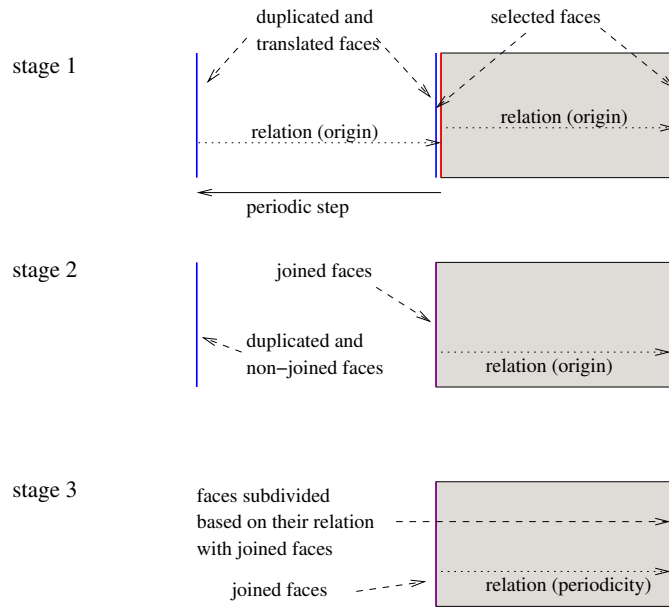 duplicated and
translated faces
selected faces
stage 1
relation (origin)
relation (origin)
periodic step
stage 2
joined faces
duplicated and
non−joined faces
relation (origin)
stage 3
faces subdivided
based on their relation
with joined faces
joined faces
relation (periodicity)